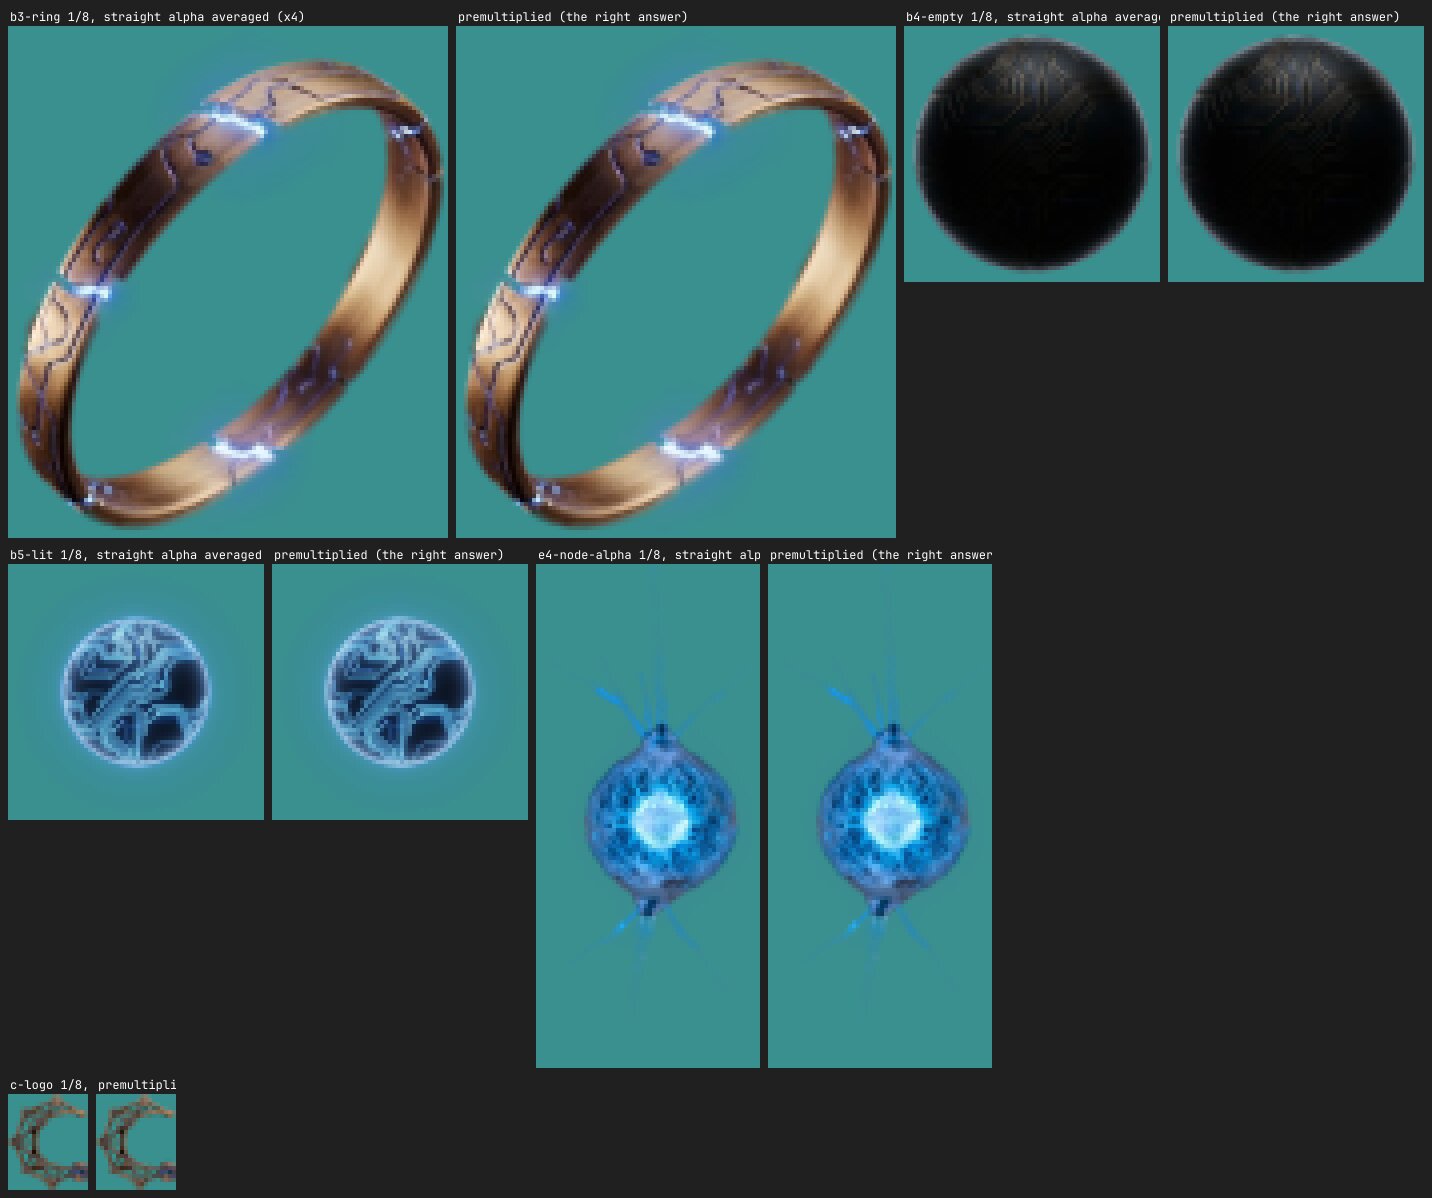 b3-ring 1/8, straight alpha averaged (x4)
premultiplied (the right answer)
b4-empty 1/8, straight alpha averag
premultiplied (the right answer)
b5-lit 1/8, straight alpha averaged
premultiplied (the right answer)
e4-node-alpha 1/8, straight alp
premultiplied (the right answer
c-logo 1/8,
premultipli